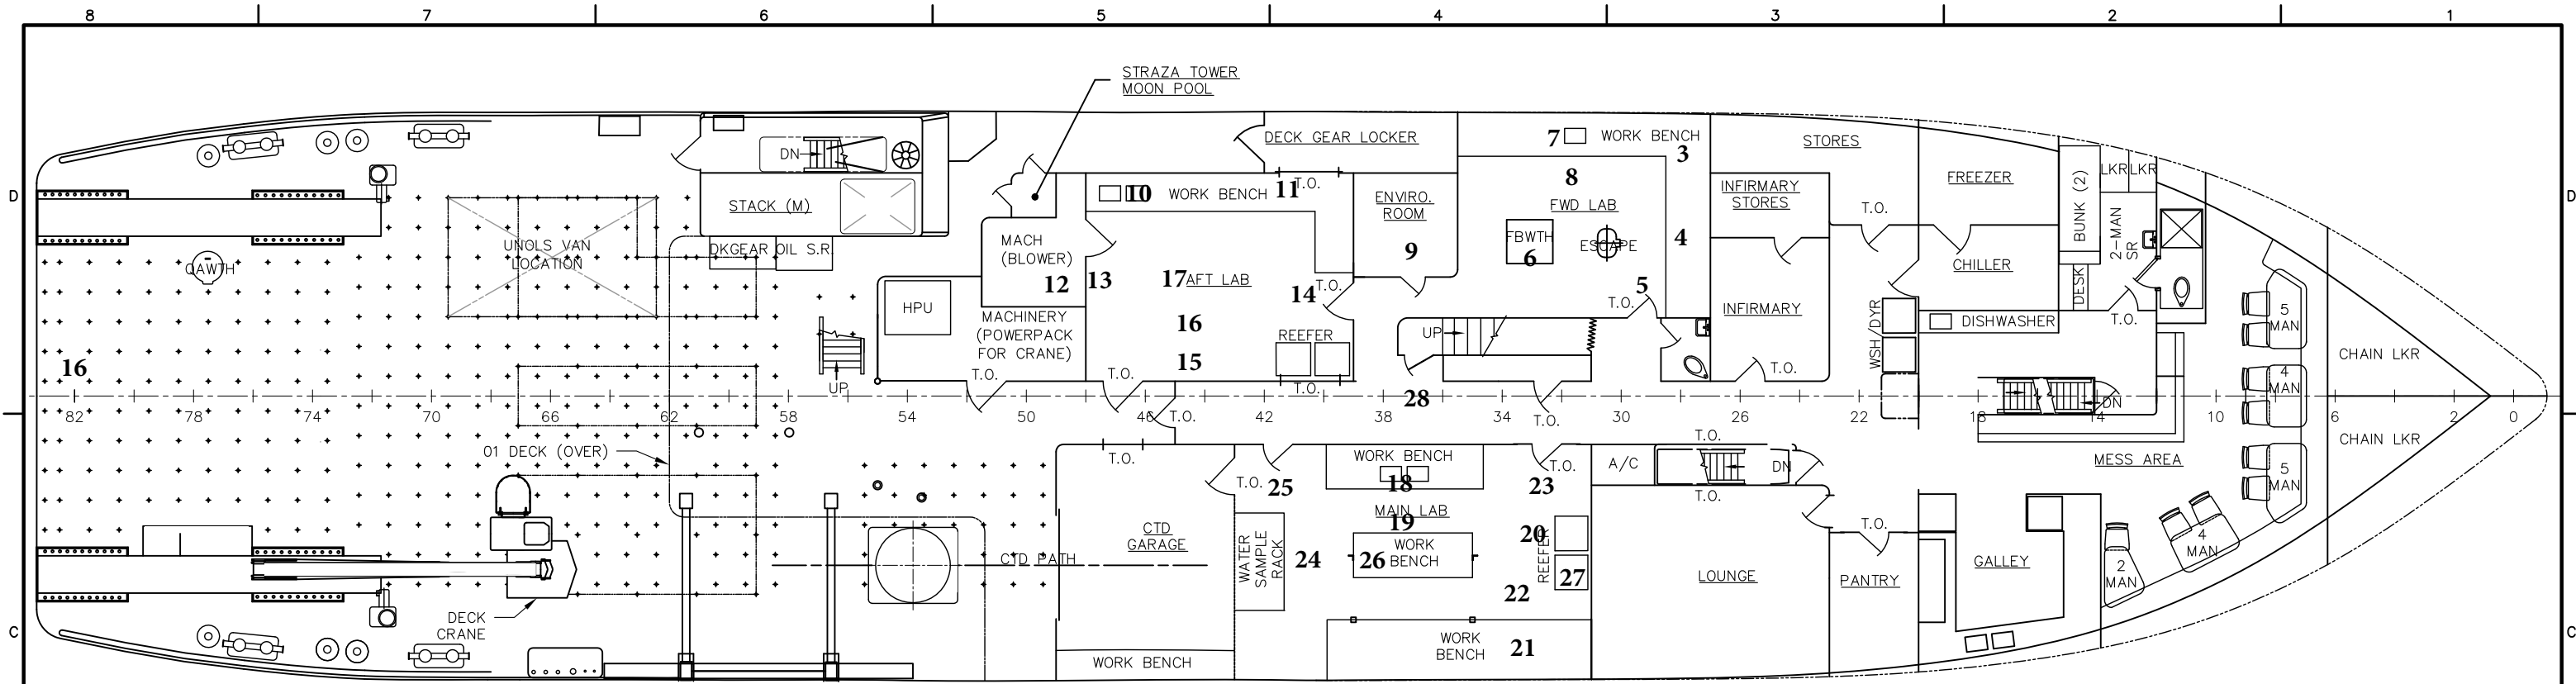 8 7 6 5 4 3 2 1
STRAZA TOWER
MOON POOL
D
D
DN
STACK (M)
DKGEAR
OIL S.R.
UNOLS VAN
LOCATION
QAWTH
DECK GEAR LOCKER
7
WORK BENCH
3
8
FWD LAB
FBWTH
6
ESCAPE
4
5
T.O.
10
WORK BENCH
11
T.O.
ENVIRO.
ROOM
9
MACH
(BLOWER)
12
13
17
AFT LAB
14
T.O.
16
15
REEFER
T.O.
HPU
MACHINERY
(POWERPACK
FOR CRANE)
T.O.
T.O.
T.O.
UP
UP
28
T.O.
STORES
INFIRMARY
STORES
INFIRMARY
T.O.
T.O.
FREEZER
CHILLER
WSH/DYR
DISHWASHER
BUNK (2)
LKR
LKR
2-MAN
SR
DESK
T.O.
DN
5
MAN
4
MAN
5
MAN
4
MAN
2
MAN
CHAIN LKR
CHAIN LKR
16
82 78 74 70 66 62 58 54 50 46 42 38 34 30 26 22 18 14 10 6 2 0
01 DECK (OVER)
DECK
CRANE
CTD PATH
T.O.
CTD
GARAGE
WORK BENCH
WATER
SAMPLE
RACK
T.O.
25
24
WORK BENCH
18
MAIN LAB
19
26
WORK
BENCH
T.O.
23
20
REEFER
27
22
WORK
BENCH
21
A/C
T.O.
DN
T.O.
LOUNGE
T.O.
PANTRY
GALLEY
MESS AREA
C
C